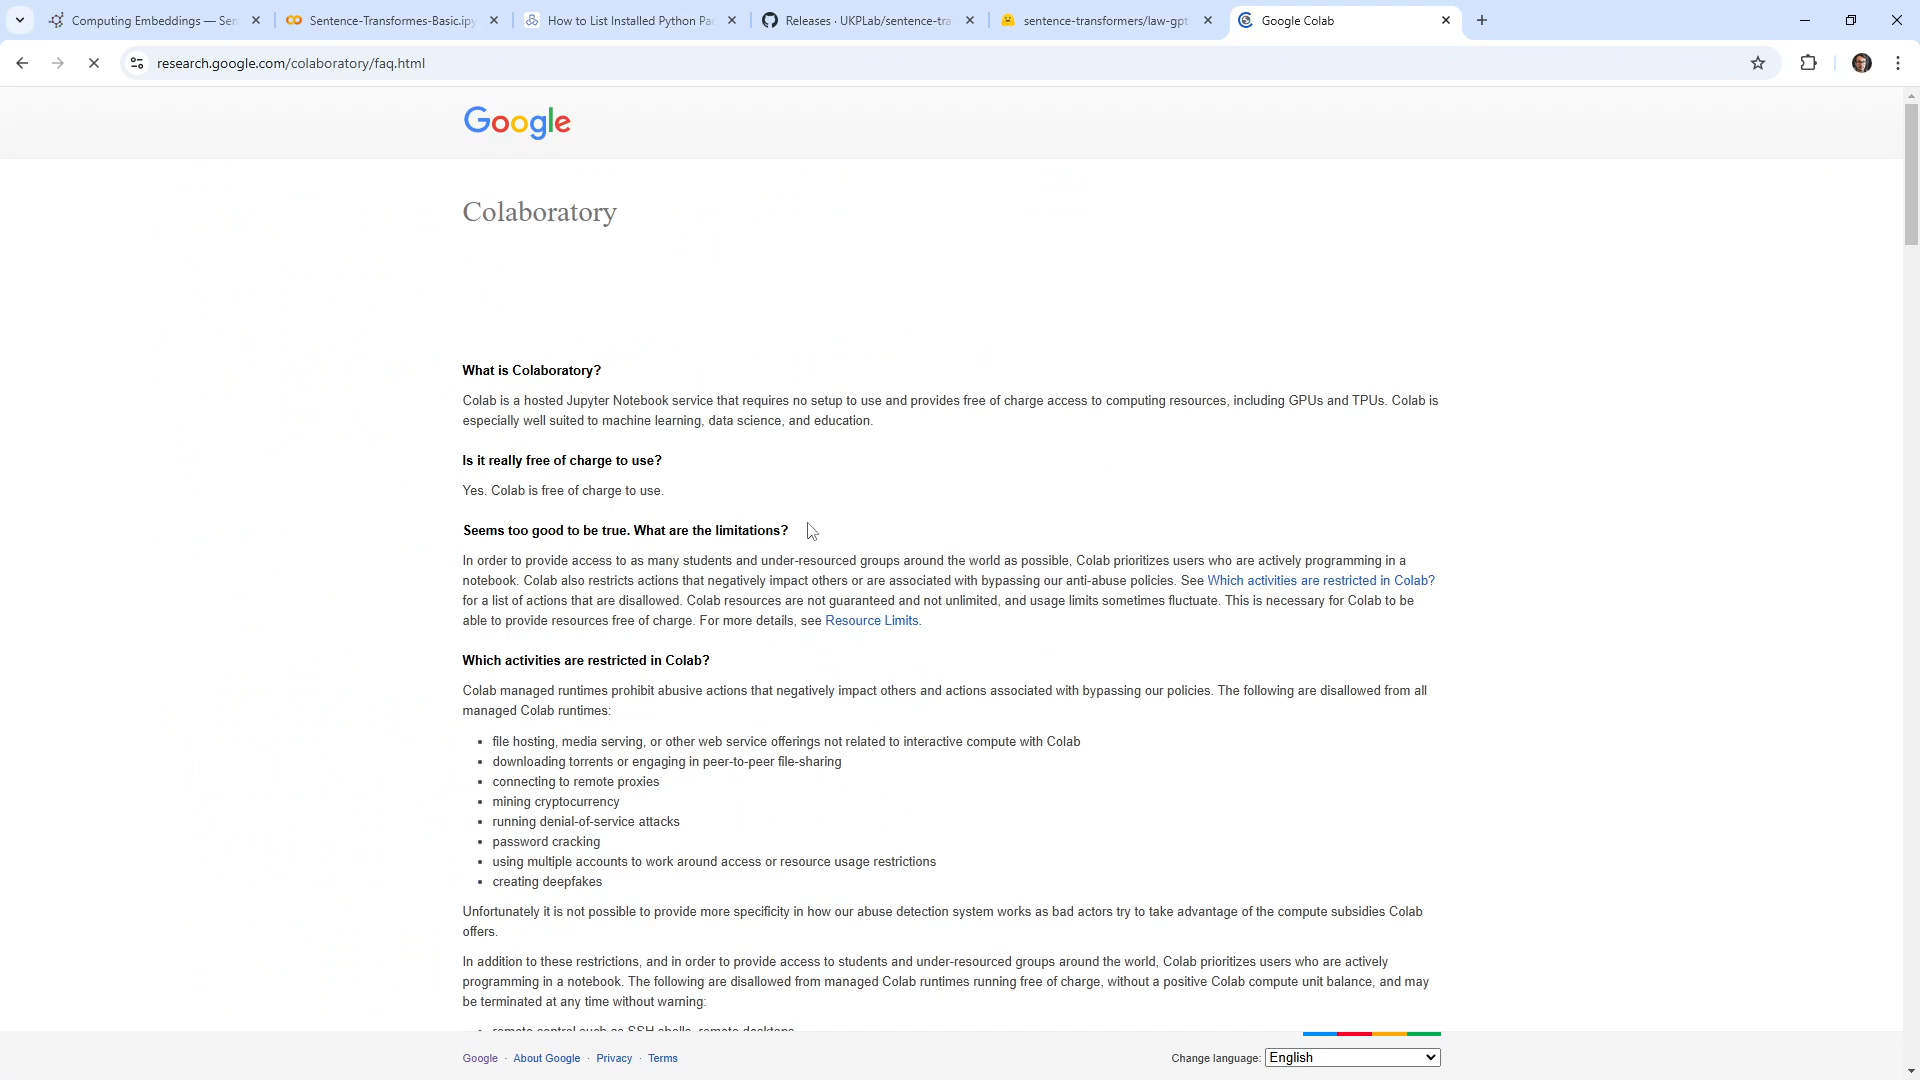 Computing Embeddings — Sen
Sentence-Transformes-Basic.ipy
How to List Installed Python Pa
Releases · UKPLab/sentence-tra
sentence-transformers/law-gpt
Google Colab
research.google.com/colaboratory/faq.html
Google
Colaboratory
What is Colaboratory?
Colab is a hosted Jupyter Notebook service that requires no setup to use and provides free of charge access to computing resources, including GPUs and TPUs. Colab is
especially well suited to machine learning, data science, and education.
Is it really free of charge to use?
Yes. Colab is free of charge to use.
Seems too good to be true. What are the limitations?
In order to provide access to as many students and under-resourced groups around the world as possible, Colab prioritizes users who are actively programming in a
notebook. Colab also restricts actions that negatively impact others or are associated with bypassing our anti-abuse policies. See Which activities are restricted in Colab?
for a list of actions that are disallowed. Colab resources are not guaranteed and not unlimited, and usage limits sometimes fluctuate. This is necessary for Colab to be
able to provide resources free of charge. For more details, see Resource Limits.
Which activities are restricted in Colab?
Colab managed runtimes prohibit abusive actions that negatively impact others and actions associated with bypassing our policies. The following are disallowed from all
managed Colab runtimes:
• file hosting, media serving, or other web service offerings not related to interactive compute with Colab
• downloading torrents or engaging in peer-to-peer file-sharing
• connecting to remote proxies
• mining cryptocurrency
• running denial-of-service attacks
• password cracking
• using multiple accounts to work around access or resource usage restrictions
• creating deepfakes
Unfortunately it is not possible to provide more specificity in how our abuse detection system works as bad actors try to take advantage of the compute subsidies Colab
offers.
In addition to these restrictions, and in order to provide access to students and under-resourced groups around the world, Colab prioritizes users who are actively
programming in a notebook. The following are disallowed from managed Colab runtimes running free of charge, without a positive Colab compute unit balance, and may
be terminated at any time without warning:
• remote control such as SSH shells, remote desktops
Google · About Google · Privacy · Terms
Change language: English